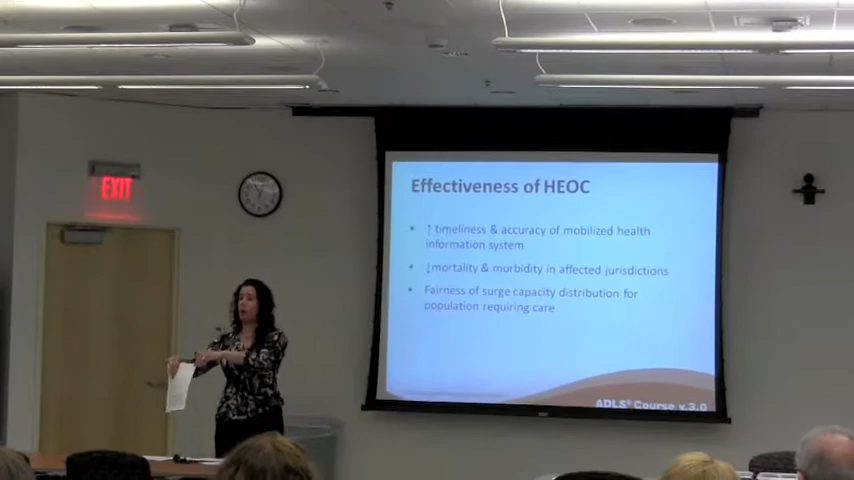 EXIT
Effectiveness of HEOC
↑ timeliness & accuracy of mobilized health
information system
↓mortality & morbidity in affected jurisdictions
Fairness of surge capacity distribution for
population requiring care
ADLS® Course v.3.0